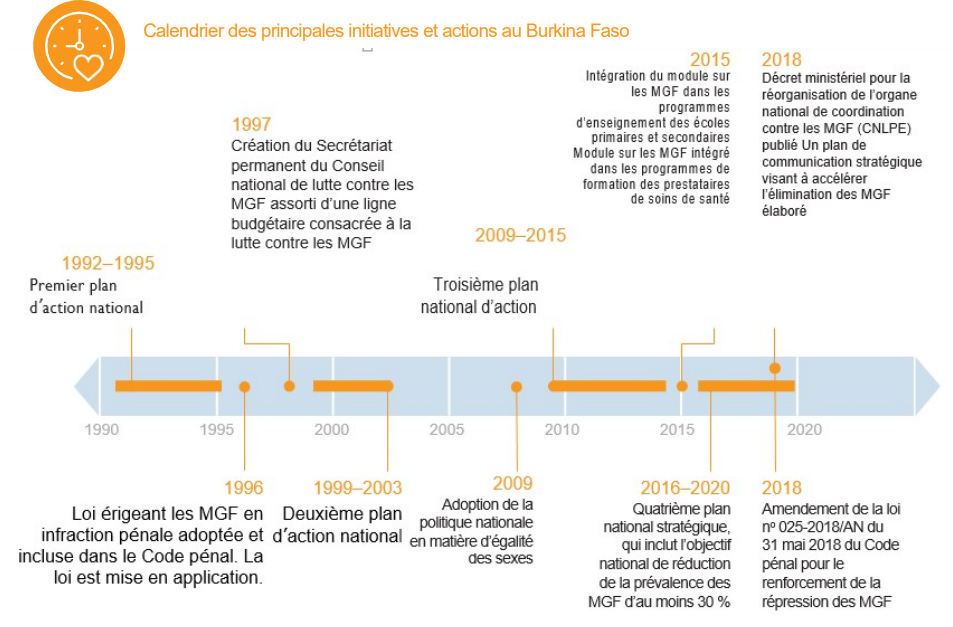 Calendrier des principales initiatives et actions au Burkina Faso
1992–1995
Premier plan
d'action national
1997
Création du Secrétariat
permanent du Conseil
national de lutte contre les
MGF assorti d'une ligne
budgétaire consacrée à la
lutte contre les MGF
2009–2015
Troisième plan
national d'action
2015
Intégration du module sur
les MGF dans les
programmes
d'enseignement des écoles
primaires et secondaires
Module sur les MGF intégré
dans les programmes de
formation des prestataires
de soins de santé
2018
Décret ministériel pour la
réorganisation de l'organe
national de coordination
contre les MGF (CNLPE)
publié Un plan de
communication stratégique
visant à accélérer
l'élimination des MGF
élaboré
1990
1995
2000
2005
2010
2015
2020
1996
Loi érigeant les MGF en
infraction pénale adoptée et
incluse dans le Code pénal. La
loi est mise en application.
1999–2003
Deuxième plan
d'action national
2009
Adoption de la
politique nationale
en matière d'égalité
des sexes
2016–2020
Quatrième plan
national stratégique,
qui inclut l'objectif
national de réduction
de la prévalence des
MGF d'au moins 30 %
2018
Amendement de la loi
nº 025-2018/AN du
31 mai 2018 du Code
pénal pour le
renforcement de la
répression des MGF